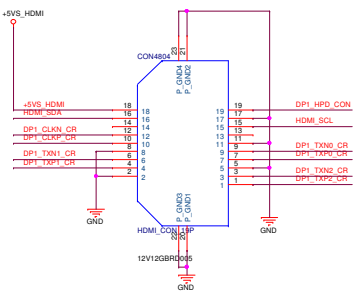 +5VS_HDMI
CON4804
23
21
P_GND4
P_GND2
+5VS_HDMI 18 18 19 19 DP1_HPD_CON
HDMI_SDA 16 16 17 17
14 14 15 15 HDMI_SCL
DP1_CLKN_CR 12 12 13 13
DP1_CLKP_CR 10 10 11 11
8 8 9 9 DP1_TXN0_CR
DP1_TXN1_CR 6 6 7 7 DP1_TXP0_CR
DP1_TXP1_CR 4 4 5 5
2 2 3 3 DP1_TXN2_CR
1 1 DP1_TXP2_CR
P_GND3
P_GND1
22
20
GND
GND
HDMI_CON_19P
12V12GBRD005
GND